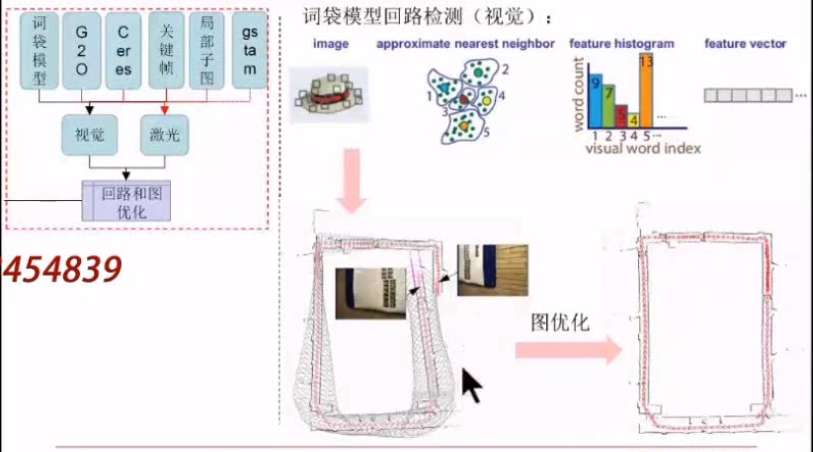 词袋模型
G2O
Ceres
关键帧
局部子图
gstam
视觉
激光
回路和图
优化
454839
词袋模型回路检测（视觉）：
image
approximate nearest neighbor
feature histogram
feature vector
1
2
3
4
5
word count
9
7
5
4
13
...
1 2 3 4 5 ...
visual word index
...
图优化